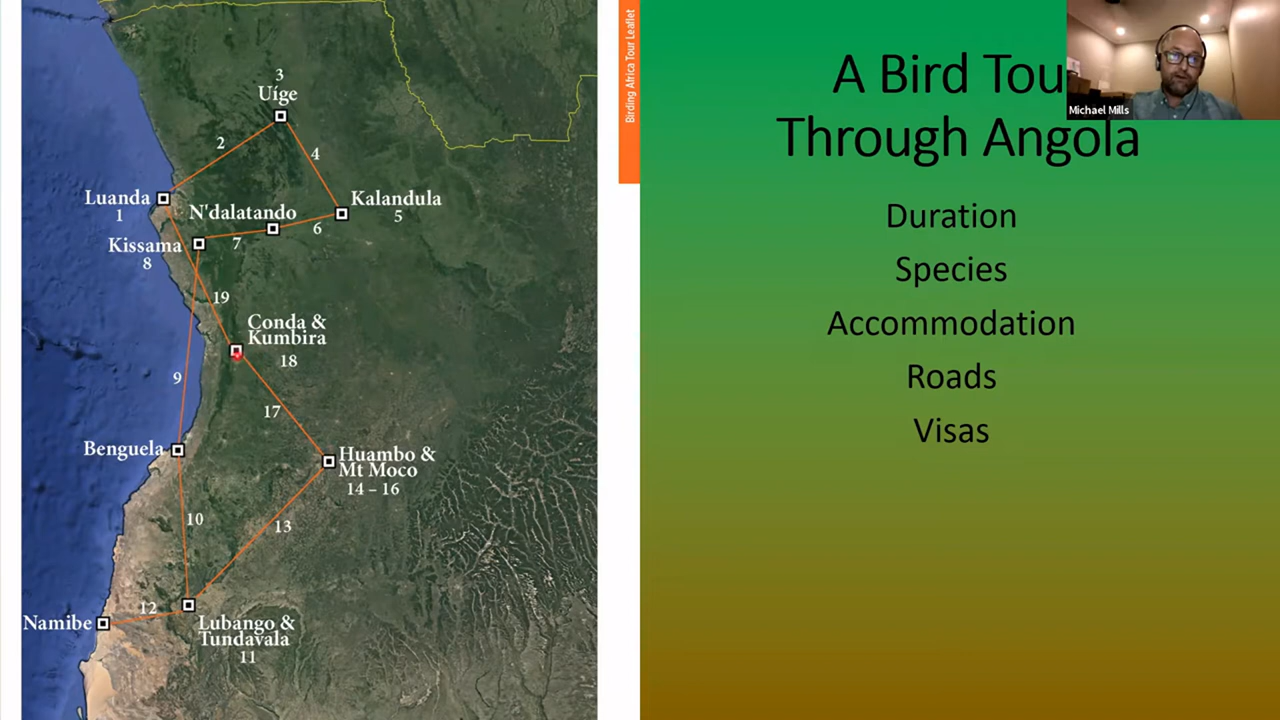 3
Uíge
2
4
Luanda
1
N'dalatando
Kalandula
5
6
7
Kissama
8
19
Conda &
Kumbira
18
9
17
Benguela
Huambo &
Mt Moco
14 – 16
10
13
12
Namibe
Lubango &
Tundavala
11
Birding Africa Tour Leaflet
A Bird Tou
Through Angola
Michael Mills
Duration
Species
Accommodation
Roads
Visas